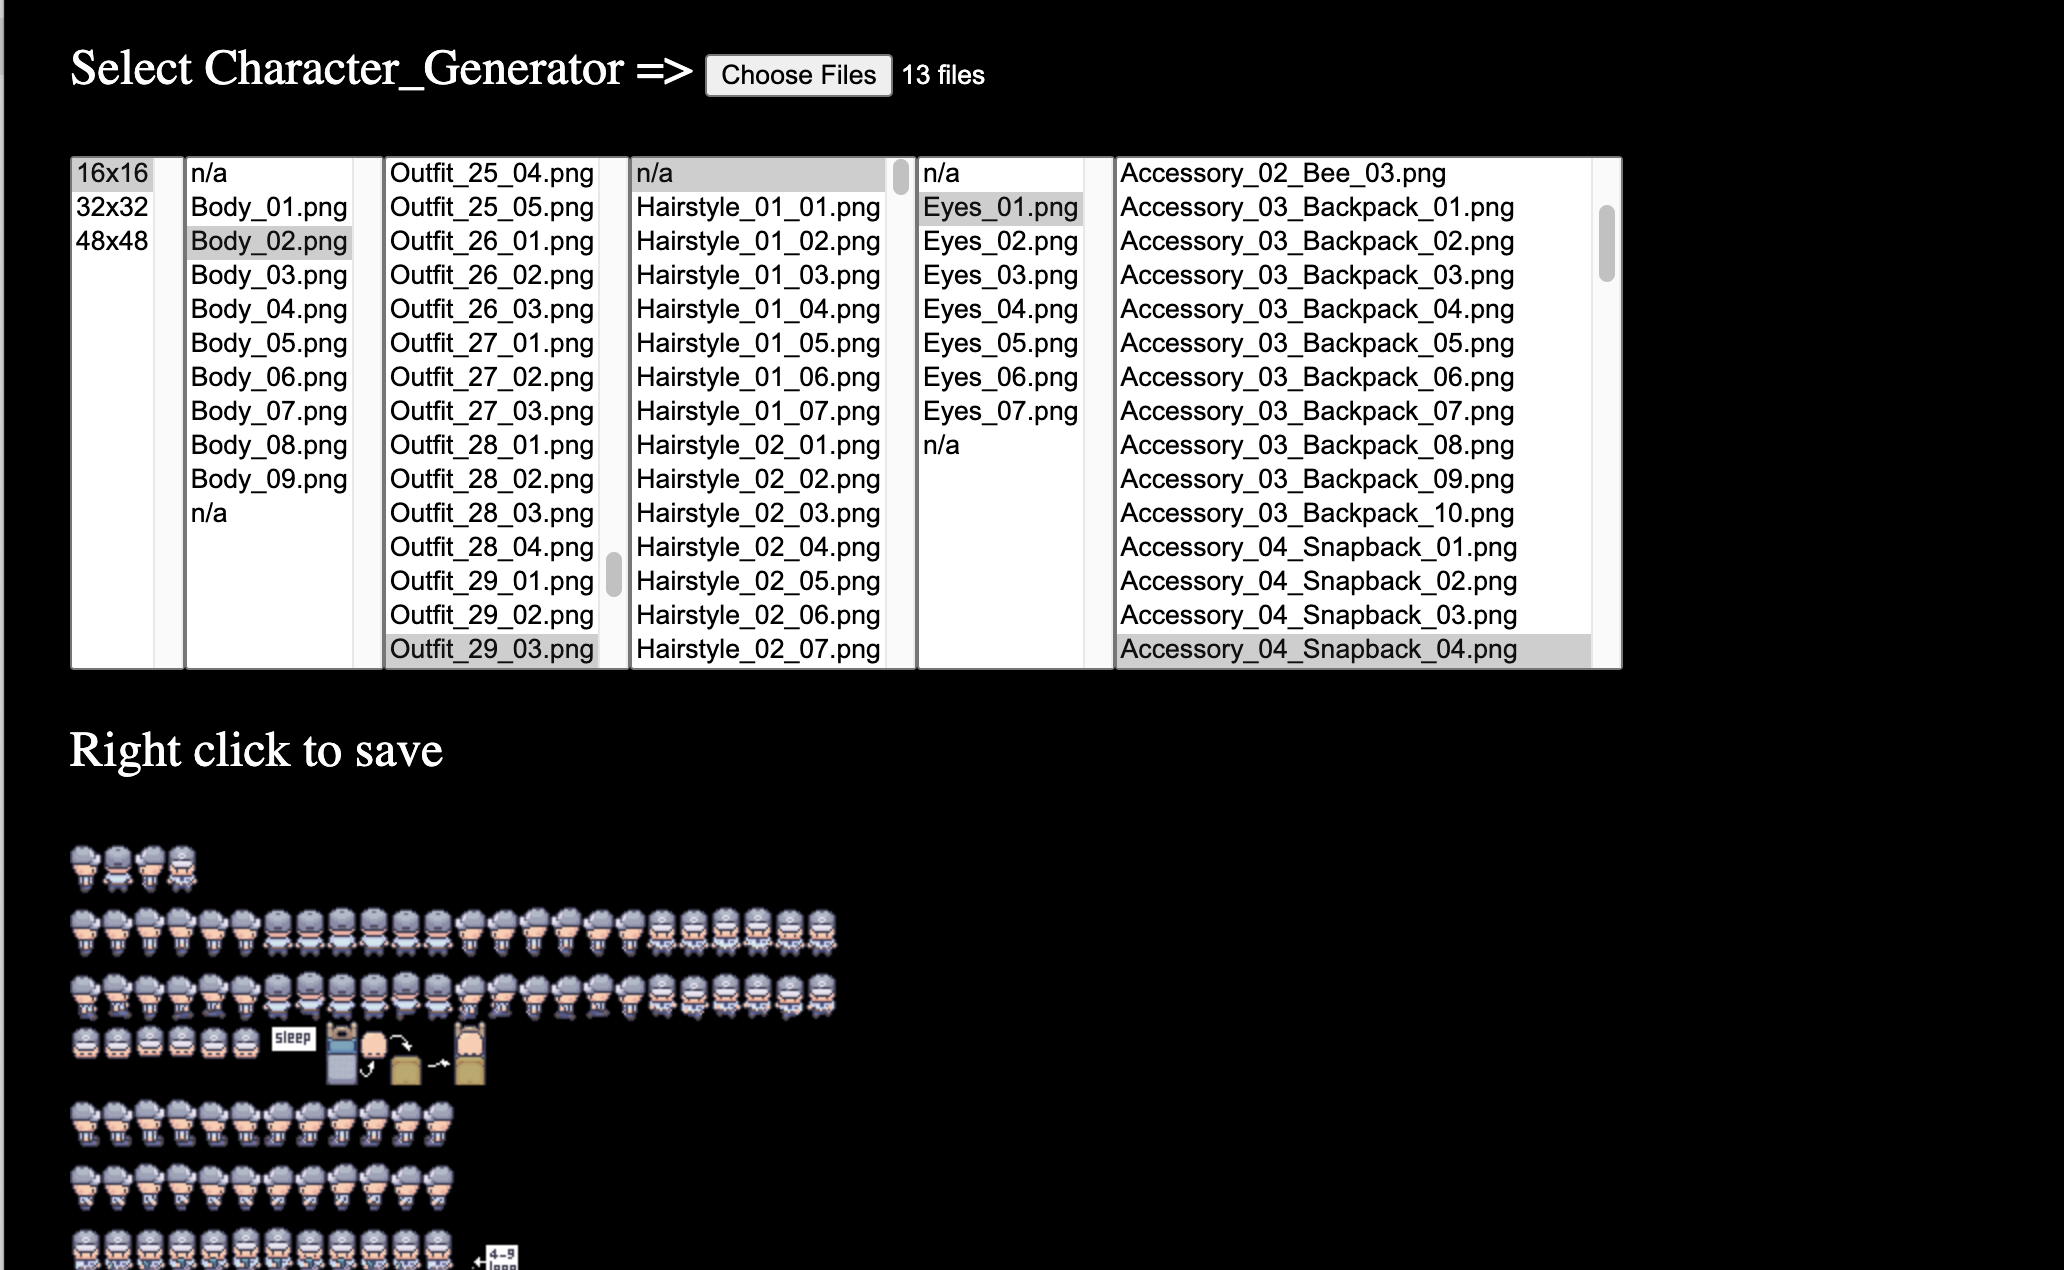 Select Character_Generator => Choose Files 13 files
16x16
32x32
48x48
n/a
Body_01.png
Body_02.png
Body_03.png
Body_04.png
Body_05.png
Body_06.png
Body_07.png
Body_08.png
Body_09.png
n/a
Outfit_25_04.png
Outfit_25_05.png
Outfit_26_01.png
Outfit_26_02.png
Outfit_26_03.png
Outfit_27_01.png
Outfit_27_02.png
Outfit_27_03.png
Outfit_28_01.png
Outfit_28_02.png
Outfit_28_03.png
Outfit_28_04.png
Outfit_29_01.png
Outfit_29_02.png
Outfit_29_03.png
n/a
Hairstyle_01_01.png
Hairstyle_01_02.png
Hairstyle_01_03.png
Hairstyle_01_04.png
Hairstyle_01_05.png
Hairstyle_01_06.png
Hairstyle_01_07.png
Hairstyle_02_01.png
Hairstyle_02_02.png
Hairstyle_02_03.png
Hairstyle_02_04.png
Hairstyle_02_05.png
Hairstyle_02_06.png
Hairstyle_02_07.png
n/a
Eyes_01.png
Eyes_02.png
Eyes_03.png
Eyes_04.png
Eyes_05.png
Eyes_06.png
Eyes_07.png
n/a
Accessory_02_Bee_03.png
Accessory_03_Backpack_01.png
Accessory_03_Backpack_02.png
Accessory_03_Backpack_03.png
Accessory_03_Backpack_04.png
Accessory_03_Backpack_05.png
Accessory_03_Backpack_06.png
Accessory_03_Backpack_07.png
Accessory_03_Backpack_08.png
Accessory_03_Backpack_09.png
Accessory_03_Backpack_10.png
Accessory_04_Snapback_01.png
Accessory_04_Snapback_02.png
Accessory_04_Snapback_03.png
Accessory_04_Snapback_04.png
Right click to save
sleep
4-9